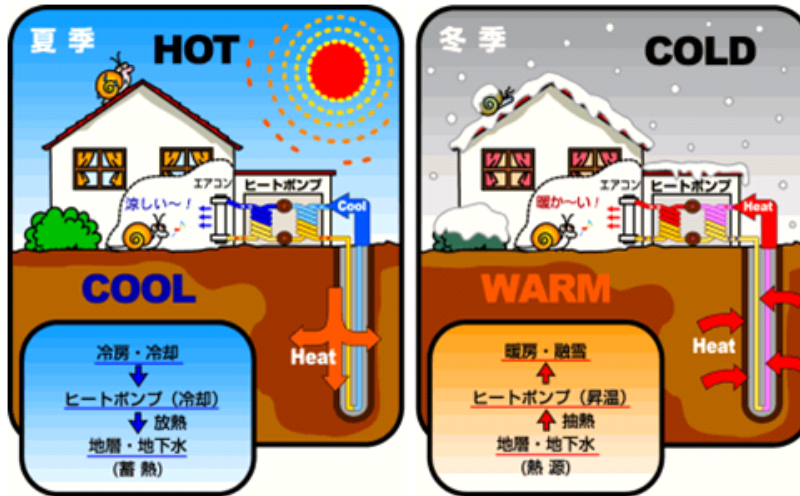 夏季
HOT
エアコン
ヒートポンプ
涼しい～！
Cool
COOL
Heat
冷房・冷却
ヒートポンプ（冷却）
放熱
地層・地下水
(蓄熱)
冬季
COLD
エアコン
ヒートポンプ
暖か～い！
Heat
WARM
Heat
暖房・融雪
ヒートポンプ（昇温）
抽熱
地層・地下水
(熱源)